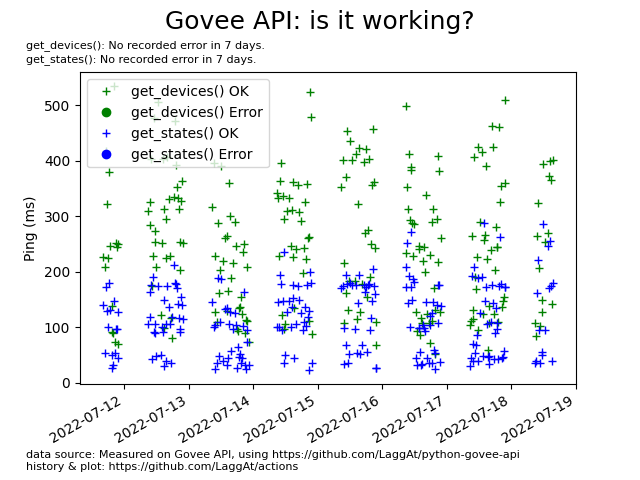 Govee API: is it working?
get_devices(): No recorded error in 7 days.
get_states(): No recorded error in 7 days.
get_devices() OK
get_devices() Error
get_states() OK
get_states() Error
Ping (ms)
500
400
300
200
100
0
2022-07-12
2022-07-13
2022-07-14
2022-07-15
2022-07-16
2022-07-17
2022-07-18
2022-07-19
data source: Measured on Govee API, using https://github.com/LaggAt/python-govee-api
history & plot: https://github.com/LaggAt/actions